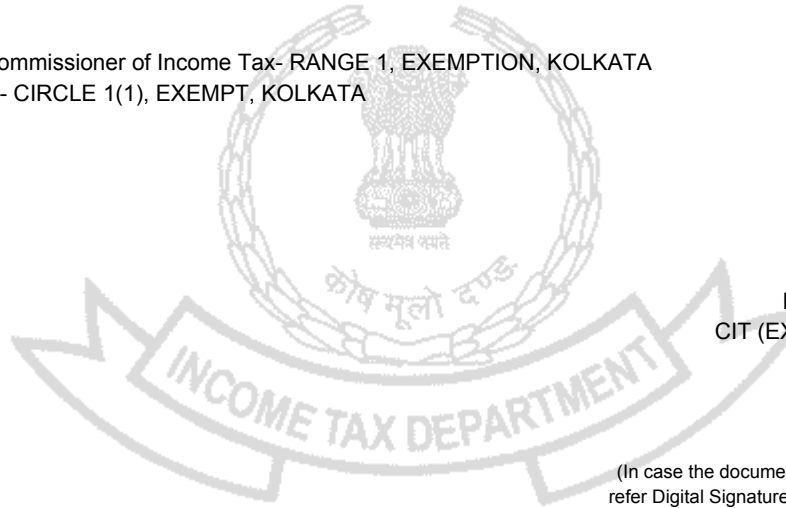 ommissioner of Income Tax- RANGE 1, EXEMPTION, KOLKATA
- CIRCLE 1(1), EXEMPT, KOLKATA
सत्यमेव जयते
कोष मूलो दण्डः
CIT (EX
INCOME TAX DEPARTMENT
(In case the docume
refer Digital Signature